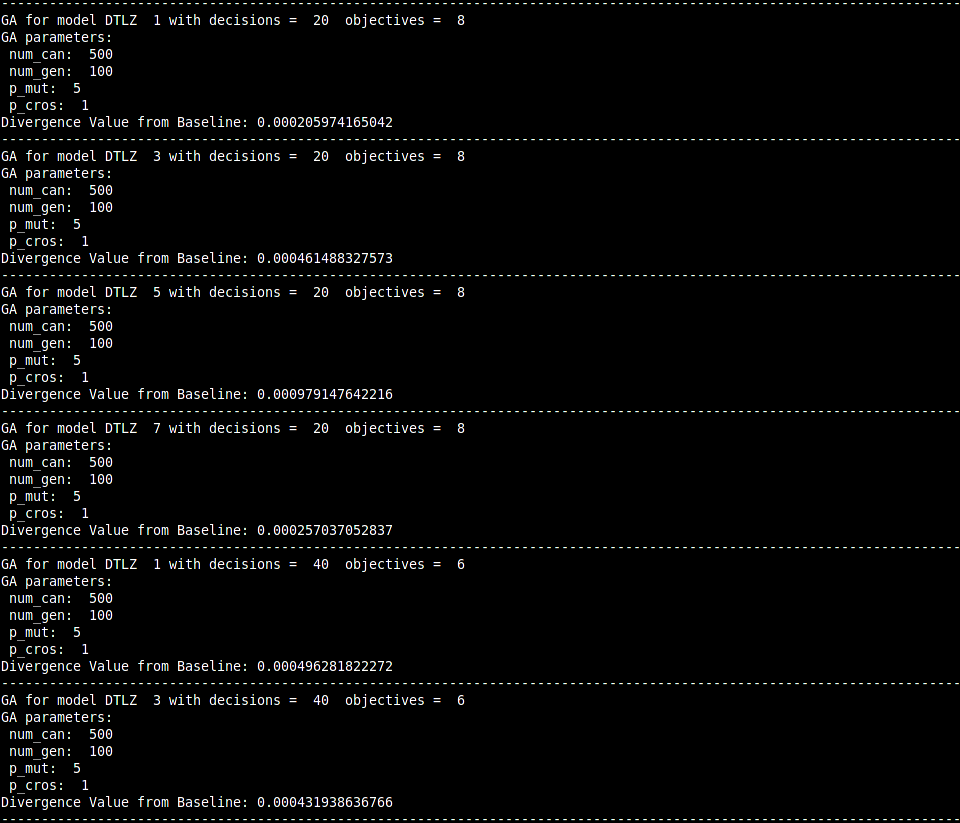 ------------------------------------------------------------------------------------------------------------------------
GA for model DTLZ  1 with decisions =  20  objectives =  8
GA parameters:
 num_can:  500
 num_gen:  100
 p_mut:  5
 p_cros:  1
Divergence Value from Baseline: 0.000205974165042
------------------------------------------------------------------------------------------------------------------------
GA for model DTLZ  3 with decisions =  20  objectives =  8
GA parameters:
 num_can:  500
 num_gen:  100
 p_mut:  5
 p_cros:  1
Divergence Value from Baseline: 0.000461488327573
------------------------------------------------------------------------------------------------------------------------
GA for model DTLZ  5 with decisions =  20  objectives =  8
GA parameters:
 num_can:  500
 num_gen:  100
 p_mut:  5
 p_cros:  1
Divergence Value from Baseline: 0.000979147642216
------------------------------------------------------------------------------------------------------------------------
GA for model DTLZ  7 with decisions =  20  objectives =  8
GA parameters:
 num_can:  500
 num_gen:  100
 p_mut:  5
 p_cros:  1
Divergence Value from Baseline: 0.000257037052837
------------------------------------------------------------------------------------------------------------------------
GA for model DTLZ  1 with decisions =  40  objectives =  6
GA parameters:
 num_can:  500
 num_gen:  100
 p_mut:  5
 p_cros:  1
Divergence Value from Baseline: 0.000496281822272
------------------------------------------------------------------------------------------------------------------------
GA for model DTLZ  3 with decisions =  40  objectives =  6
GA parameters:
 num_can:  500
 num_gen:  100
 p_mut:  5
 p_cros:  1
Divergence Value from Baseline: 0.000431938636766
------------------------------------------------------------------------------------------------------------------------